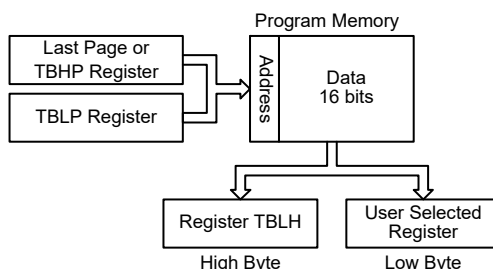 Program Memory
Last Page or
TBHP Register
TBLP Register
Address
Data
16 bits
Register TBLH
High Byte
User Selected
Register
Low Byte